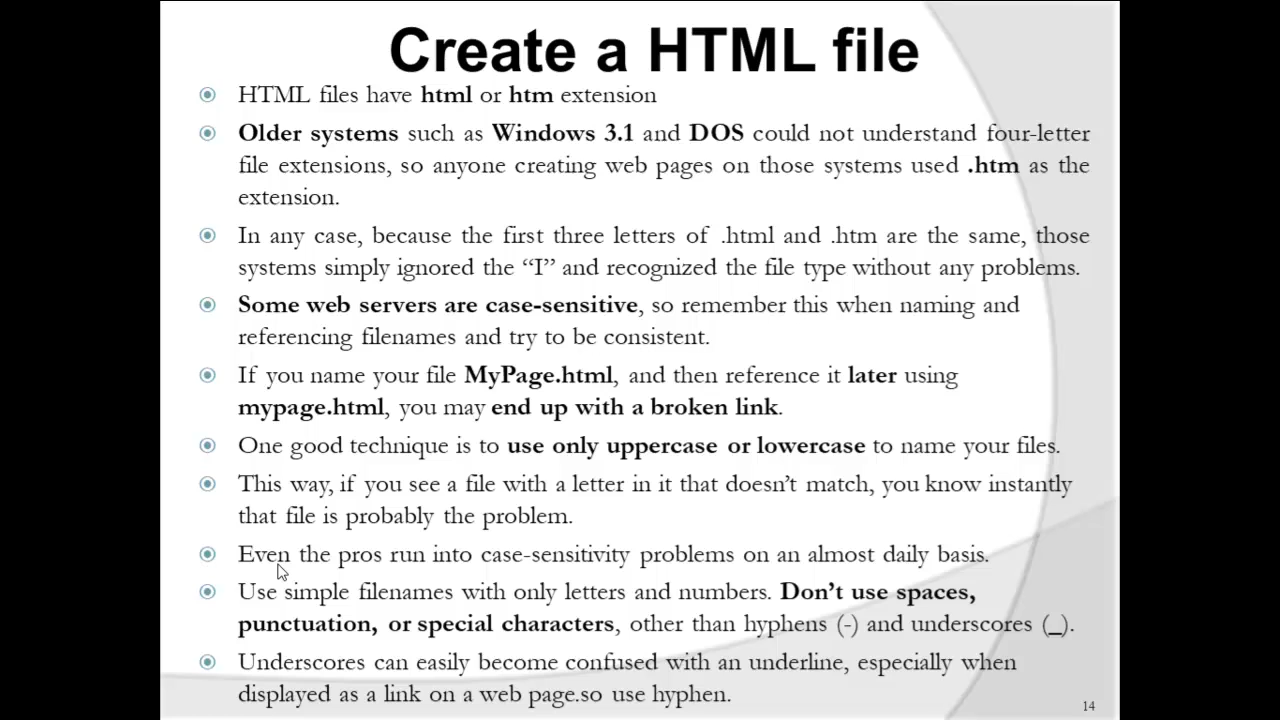 Create a HTML file
HTML files have html or htm extension
Older systems such as Windows 3.1 and DOS could not understand four-letter
file extensions, so anyone creating web pages on those systems used .htm as the
extension.
In any case, because the first three letters of .html and .htm are the same, those
systems simply ignored the “I” and recognized the file type without any problems.
Some web servers are case-sensitive, so remember this when naming and
referencing filenames and try to be consistent.
If you name your file MyPage.html, and then reference it later using
mypage.html, you may end up with a broken link.
One good technique is to use only uppercase or lowercase to name your files.
This way, if you see a file with a letter in it that doesn’t match, you know instantly
that file is probably the problem.
Even the pros run into case-sensitivity problems on an almost daily basis.
Use simple filenames with only letters and numbers. Don’t use spaces,
punctuation, or special characters, other than hyphens (-) and underscores (_).
Underscores can easily become confused with an underline, especially when
displayed as a link on a web page.so use hyphen.
14